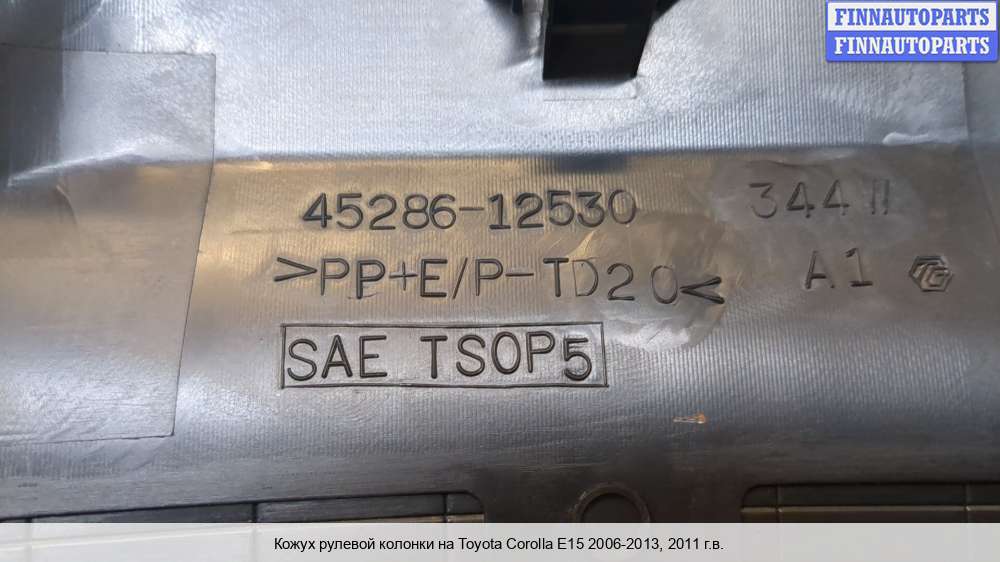 FINNAUTOPARTS
FINNAUTOPARTS
45286-12530
344
>PP+E/P-TD20<
A1
SAE TSOP5
Кожух рулевой колонки на Toyota Corolla E15 2006-2013, 2011 г.в.